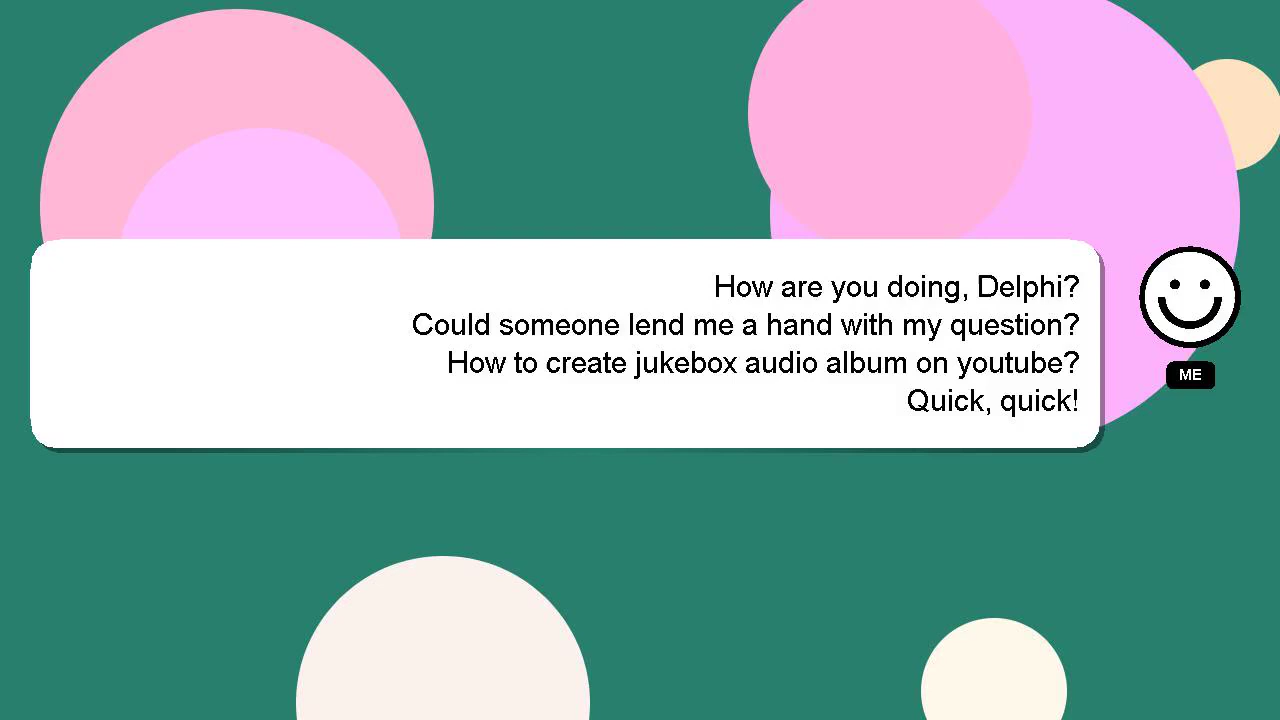 How are you doing, Delphi?
Could someone lend me a hand with my question?
How to create jukebox audio album on youtube?
Quick, quick!
ME